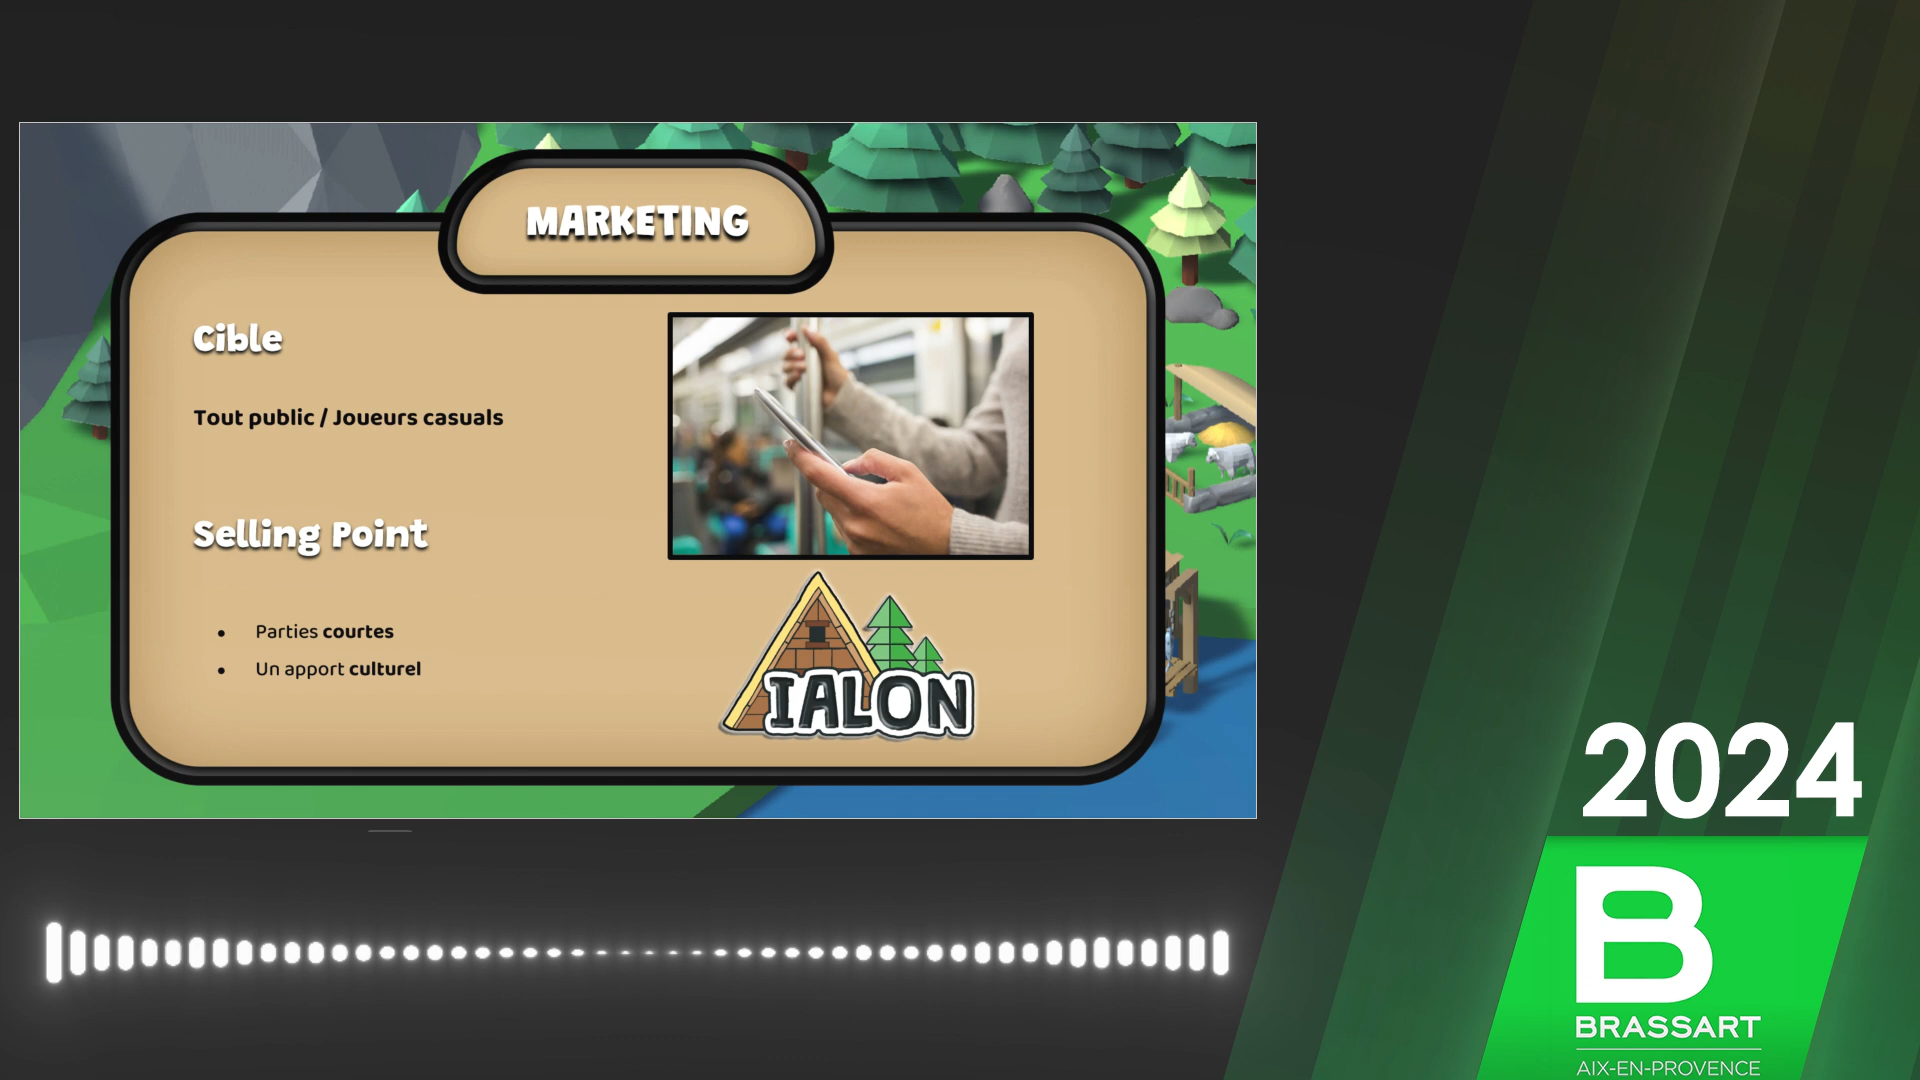 MARKETING
Cible
Tout public / Joueurs casuals
Selling Point
• Parties courtes
• Un apport culturel
IALON
2024
B
BRASSART
AIX-EN-PROVENCE